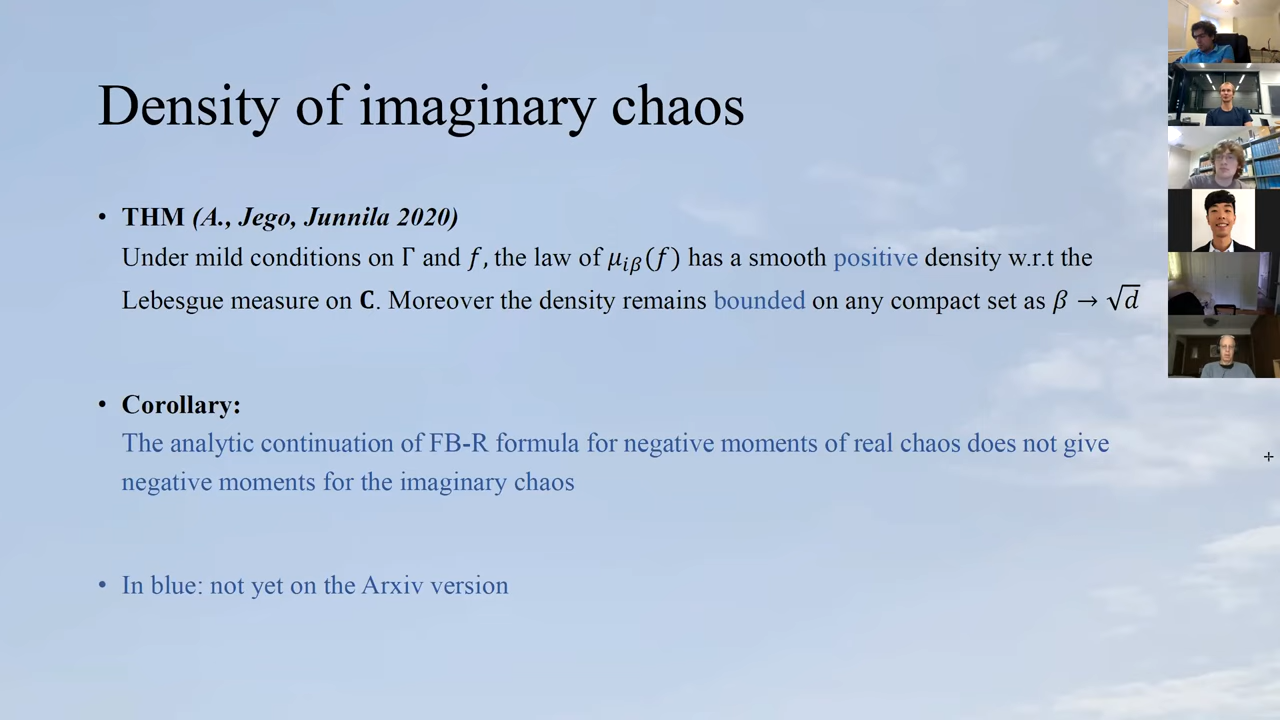 Density of imaginary chaos
• THM (A., Jego, Junnila 2020)
Under mild conditions on Γ and f, the law of μ_{iβ}(f) has a smooth positive density w.r.t the
Lebesgue measure on C. Moreover the density remains bounded on any compact set as β → √d
• Corollary:
The analytic continuation of FB-R formula for negative moments of real chaos does not give
negative moments for the imaginary chaos
• In blue: not yet on the Arxiv version